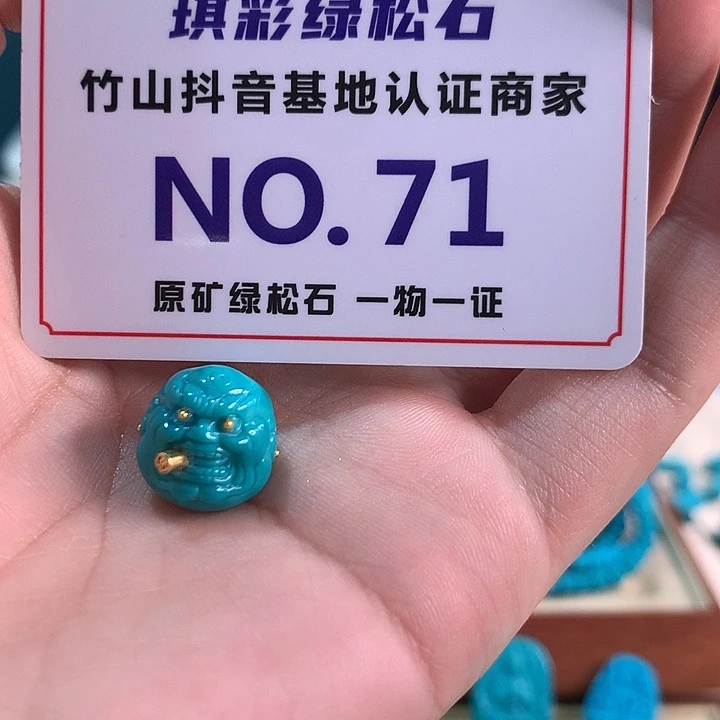 琪彩绿松石
竹山抖音基地认证商家
NO.71
原矿绿松石 一物一证